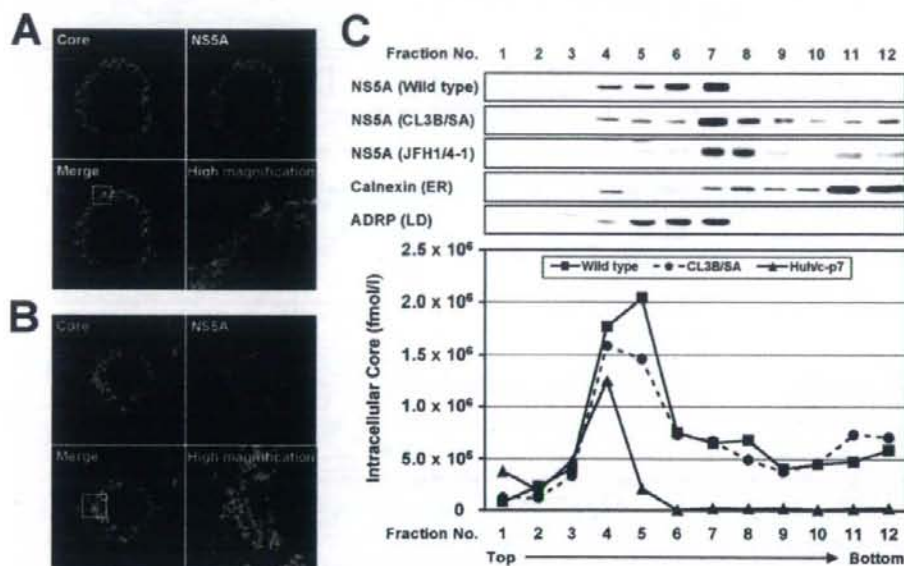 A
Core
NS5A
Merge
High magnification
B
Core
NS5A
Merge
High magnification
C
Fraction No. 1 2 3 4 5 6 7 8 9 10 11 12
NS5A (Wild type)
NS5A (CL3B/SA)
NS5A (JFH1/4-1)
Calnexin (ER)
ADRP (LD)
Intracellular Core (fmol/l)
2.5 x 10⁶
2.0 x 10⁶
1.5 x 10⁶
1.0 x 10⁶
5.0 x 10⁶
0
Wild type CL3B/SA Huh/c-p7
Fraction No. 1 2 3 4 5 6 7 8 9 10 11 12
Top Bottom